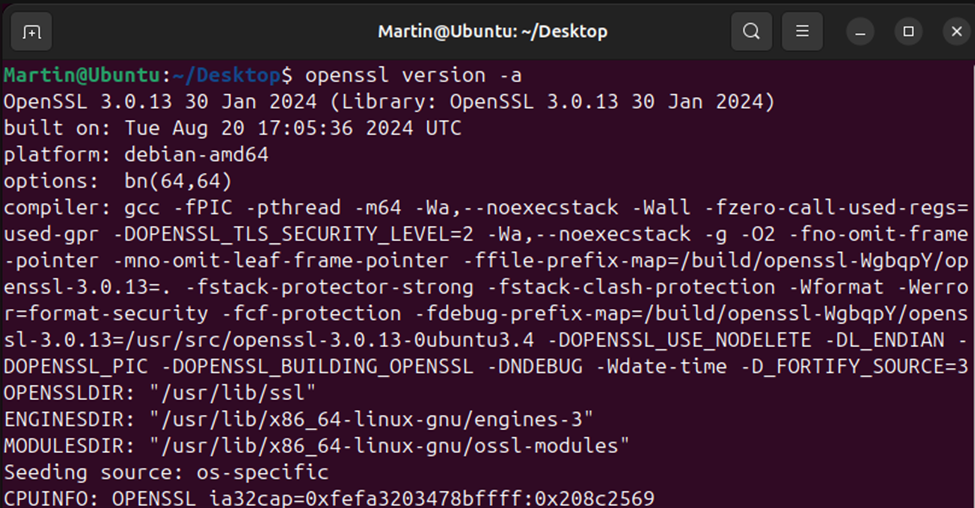 Martin@Ubuntu: ~/Desktop
Martin@Ubuntu:~/Desktop$ openssl version -a
OpenSSL 3.0.13 30 Jan 2024 (Library: OpenSSL 3.0.13 30 Jan 2024)
built on: Tue Aug 20 17:05:36 2024 UTC
platform: debian-amd64
options:  bn(64,64)
compiler: gcc -fPIC -pthread -m64 -Wa,--noexecstack -Wall -fzero-call-used-regs=
used-gpr -DOPENSSL_TLS_SECURITY_LEVEL=2 -Wa,--noexecstack -g -O2 -fno-omit-frame
-pointer -mno-omit-leaf-frame-pointer -ffile-prefix-map=/build/openssl-WgbqpY/op
enssl-3.0.13=. -fstack-protector-strong -fstack-clash-protection -Wformat -Werro
r=format-security -fcf-protection -fdebug-prefix-map=/build/openssl-WgbqpY/opens
sl-3.0.13=/usr/src/openssl-3.0.13-0ubuntu3.4 -DOPENSSL_USE_NODELETE -DL_ENDIAN -
DOPENSSL_PIC -DOPENSSL_BUILDING_OPENSSL -DNDEBUG -Wdate-time -D_FORTIFY_SOURCE=3
OPENSSLDIR: "/usr/lib/ssl"
ENGINESDIR: "/usr/lib/x86_64-linux-gnu/engines-3"
MODULESDIR: "/usr/lib/x86_64-linux-gnu/ossl-modules"
Seeding source: os-specific
CPUINFO: OPENSSL_ia32cap=0xfefa3203478bffff:0x208c2569